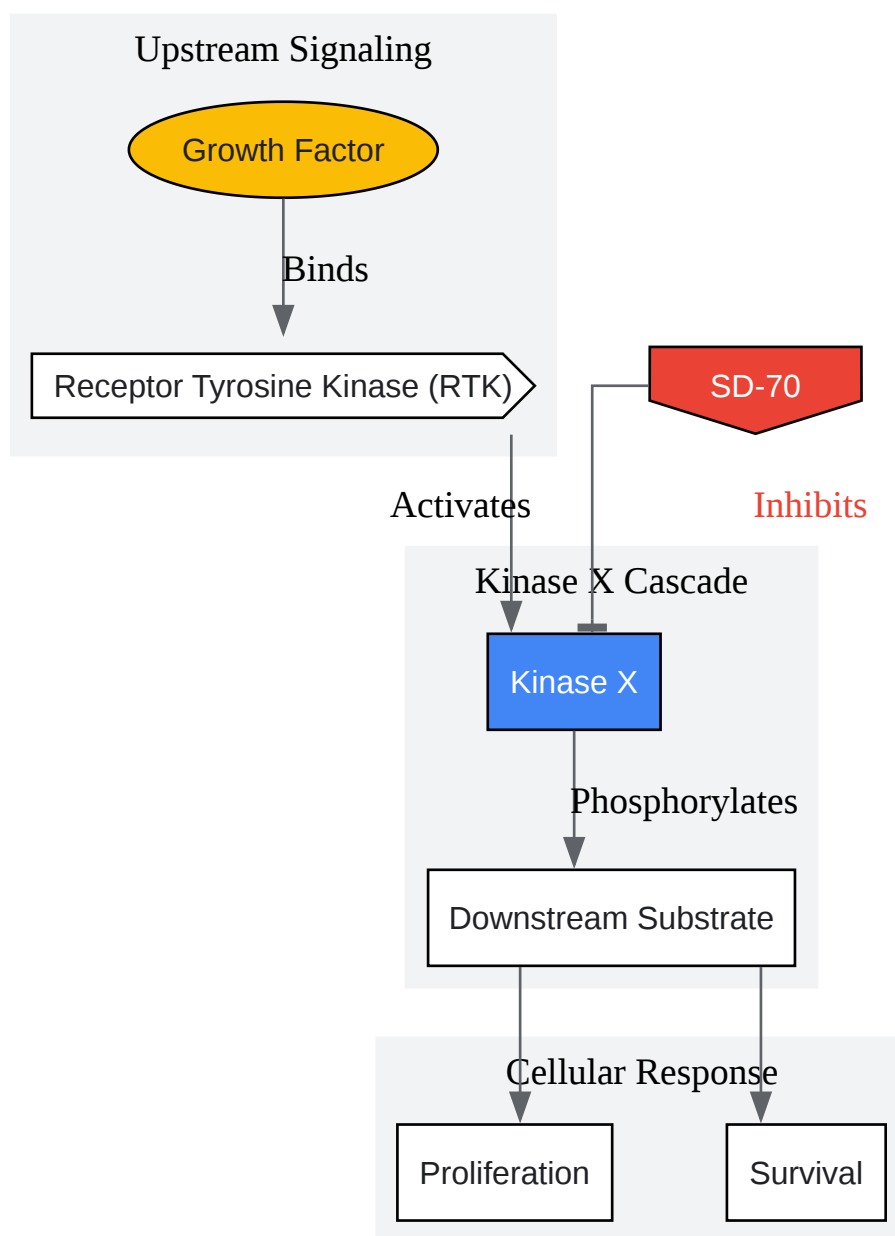 Upstream Signaling
Growth Factor
Binds
Receptor Tyrosine Kinase (RTK)
SD-70
Activates
Inhibits
Kinase X Cascade
Kinase X
Phosphorylates
Downstream Substrate
Cellular Response
Proliferation
Survival